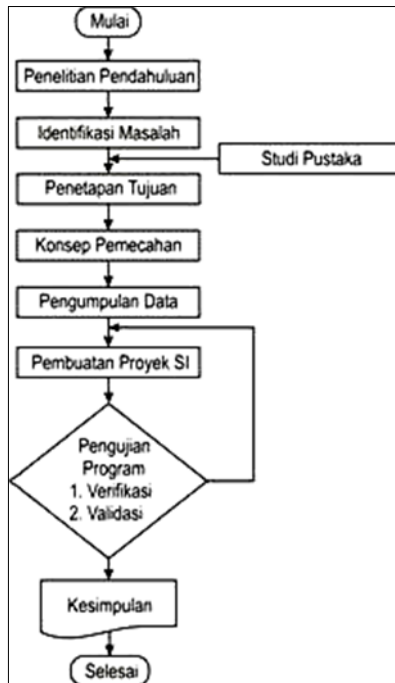 Mulai
Penelitian Pendahuluan
Identifikasi Masalah
Studi Pustaka
Penetapan Tujuan
Konsep Pemecahan
Pengumpulan Data
Pembuatan Proyek SI
Pengujian
Program
1. Verifikasi
2. Validasi
Kesimpulan
Selesai